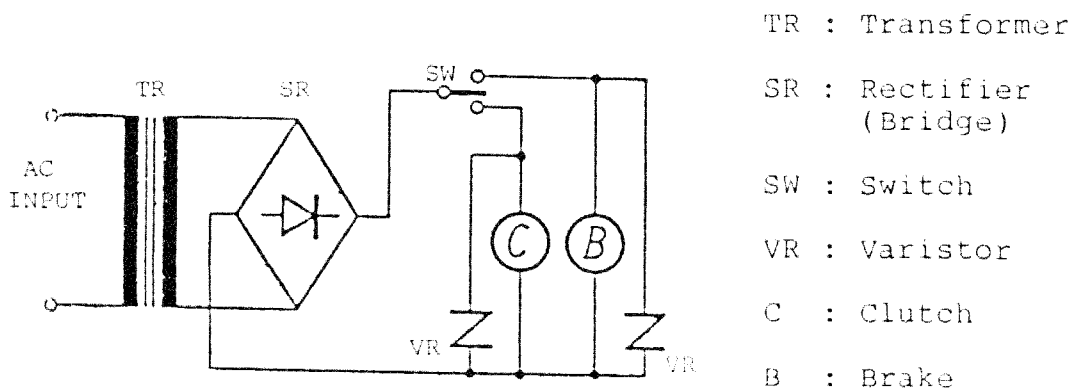 TR
SR
SW
AC
INPUT
C
B
VR
VR
TR : Transformer
SR : Rectifier
(Bridge)
SW : Switch
VR : Varistor
C : Clutch
B : Brake